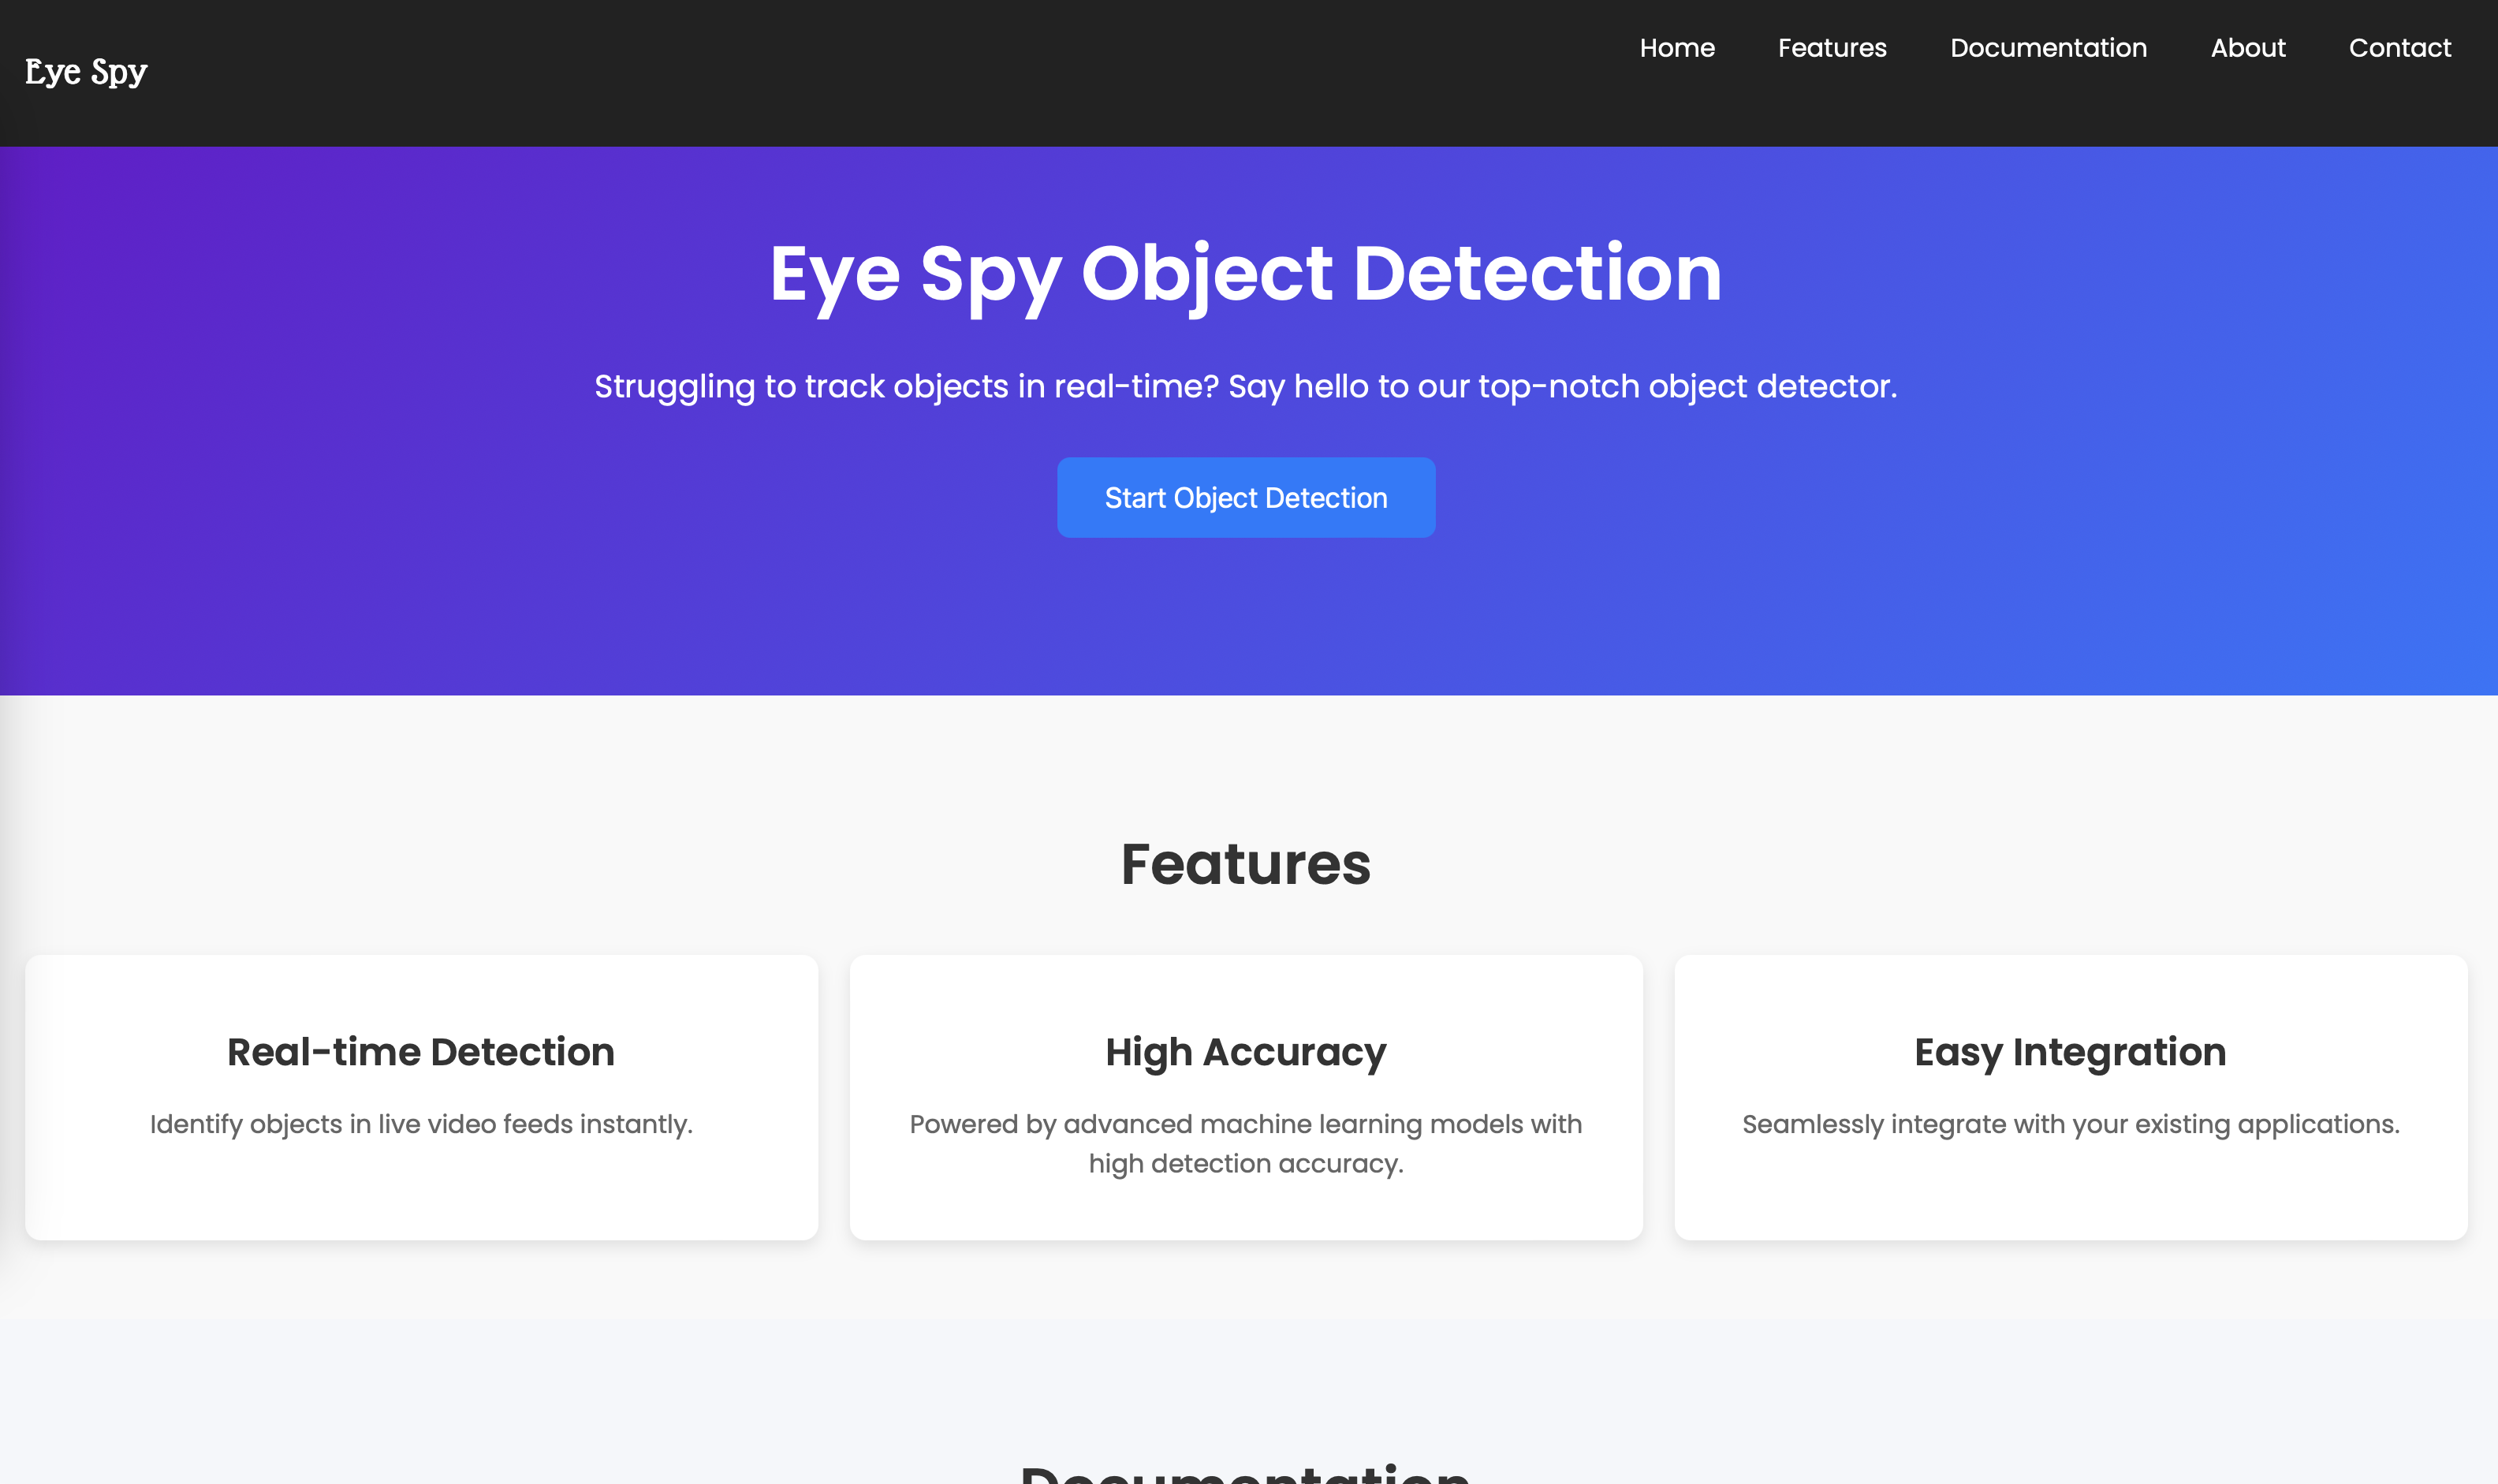 Eye Spy
Home Features Documentation About Contact
Eye Spy Object Detection
Struggling to track objects in real-time? Say hello to our top-notch object detector.
Start Object Detection
Features
Real-time Detection
Identify objects in live video feeds instantly.
High Accuracy
Powered by advanced machine learning models with
high detection accuracy.
Easy Integration
Seamlessly integrate with your existing applications.
Documentation